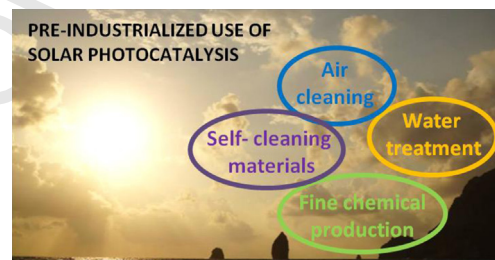 PRE-INDUSTRIALIZED USE OF
SOLAR PHOTOCATALYSIS
Air
cleaning
Water
treatment
Self- cleaning
materials
Fine chemical
production